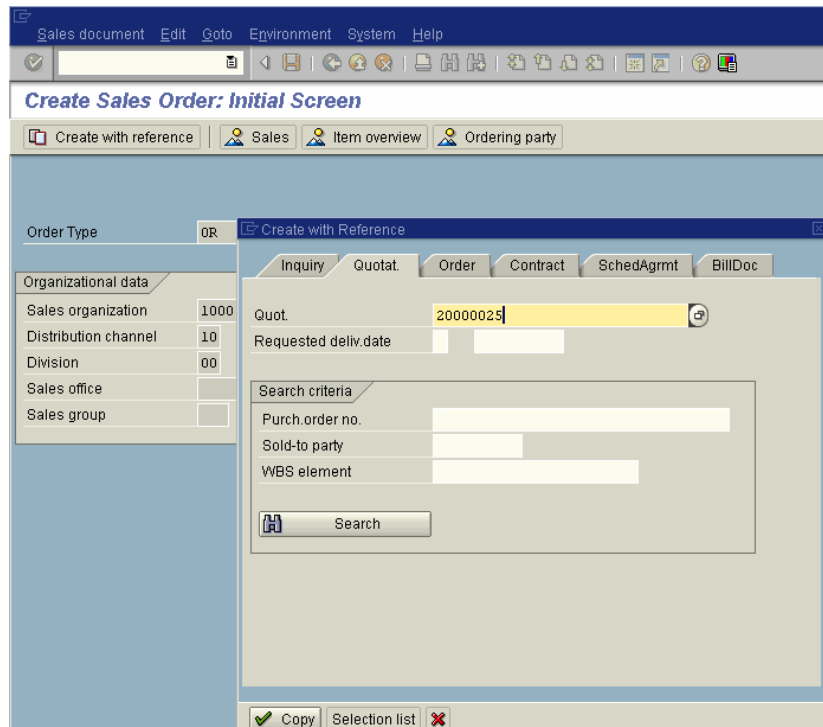 Sales document Edit Goto Environment System Help
Create Sales Order: Initial Screen
Create with reference Sales Item overview Ordering party
Order Type OR
Organizational data
Sales organization 1000
Distribution channel 10
Division 00
Sales office
Sales group
Create with Reference
Inquiry Quotat. Order Contract SchedAgrmt BillDoc
Quot. 20000025
Requested deliv.date
Search criteria
Purch.order no.
Sold-to party
WBS element
Search
Copy Selection list